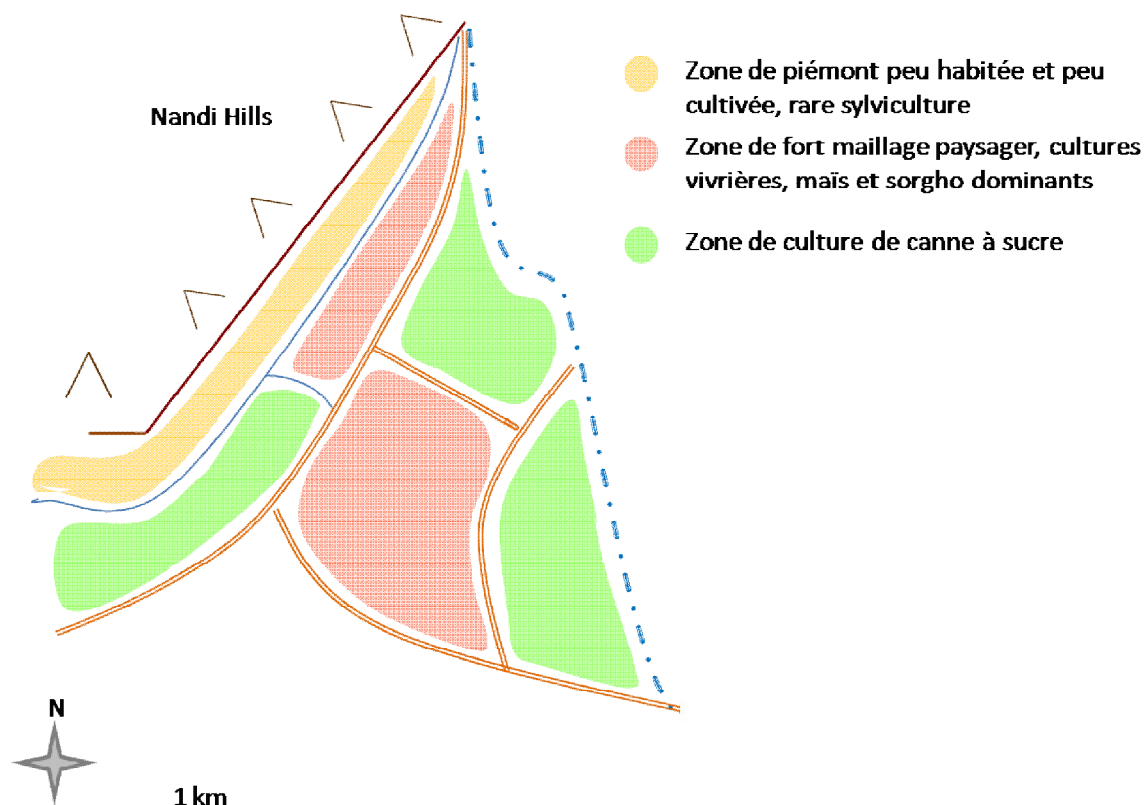 Nandi Hills
Zone de piémont peu habitée et peu
cultivée, rare sylviculture
Zone de fort maillage paysager, cultures
vivrières, maïs et sorgho dominants
Zone de culture de canne à sucre
N
1 km